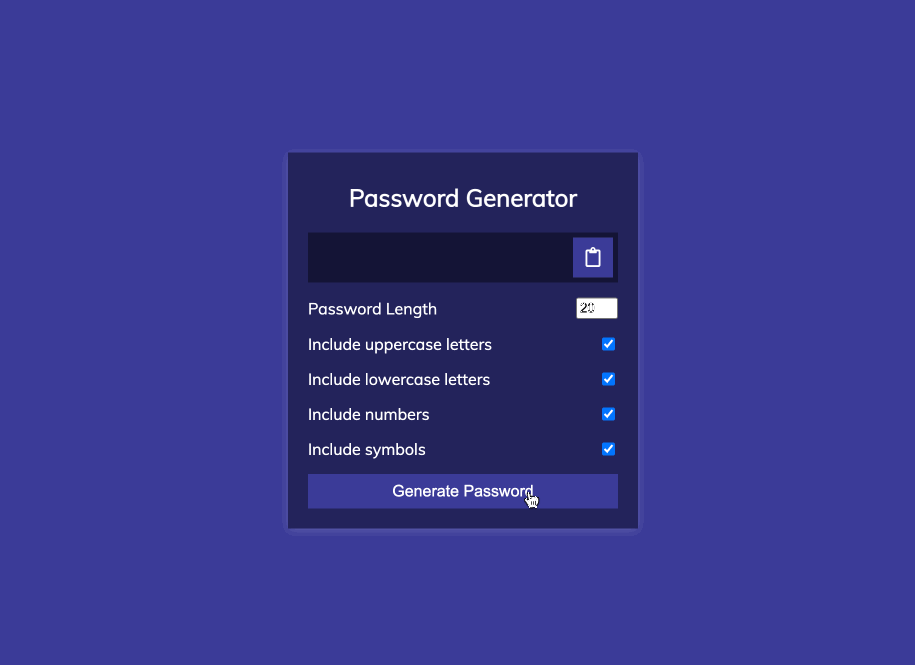 Password Generator
Password Length 20
Include uppercase letters
Include lowercase letters
Include numbers
Include symbols
Generate Password